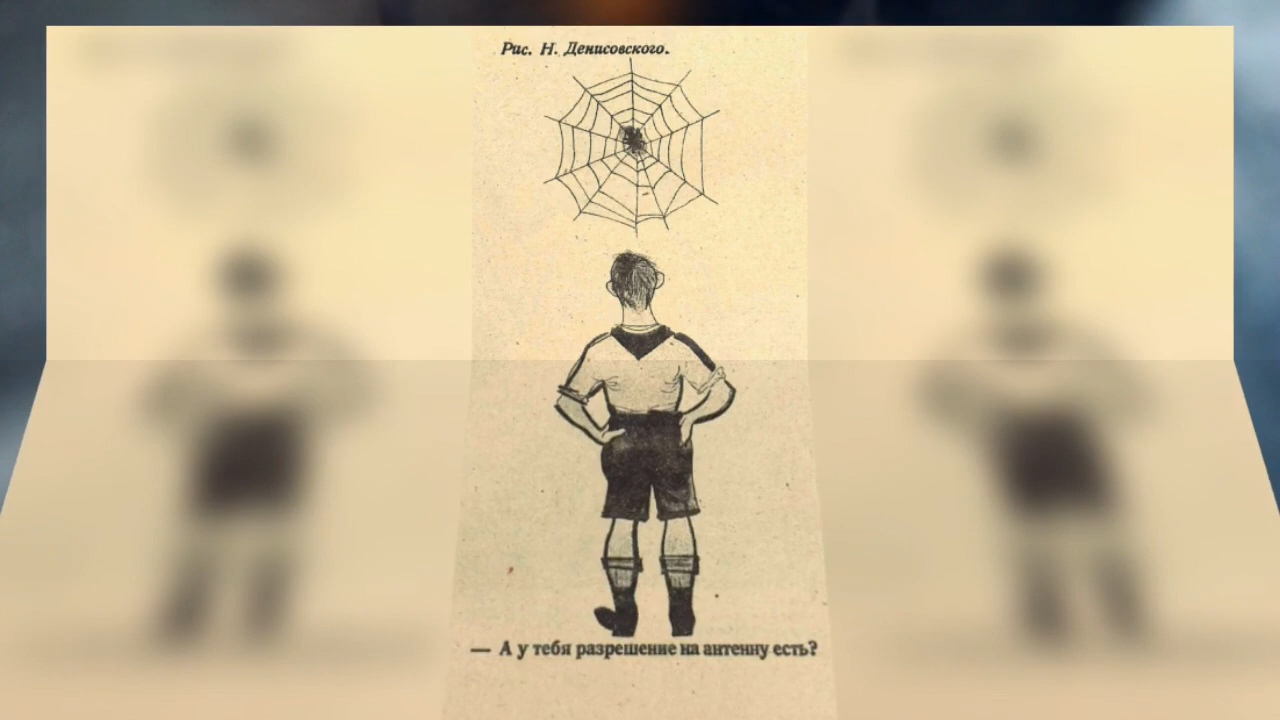 Рис. Н. Денисовского.
— А у тебя разрешение на антенну есть?